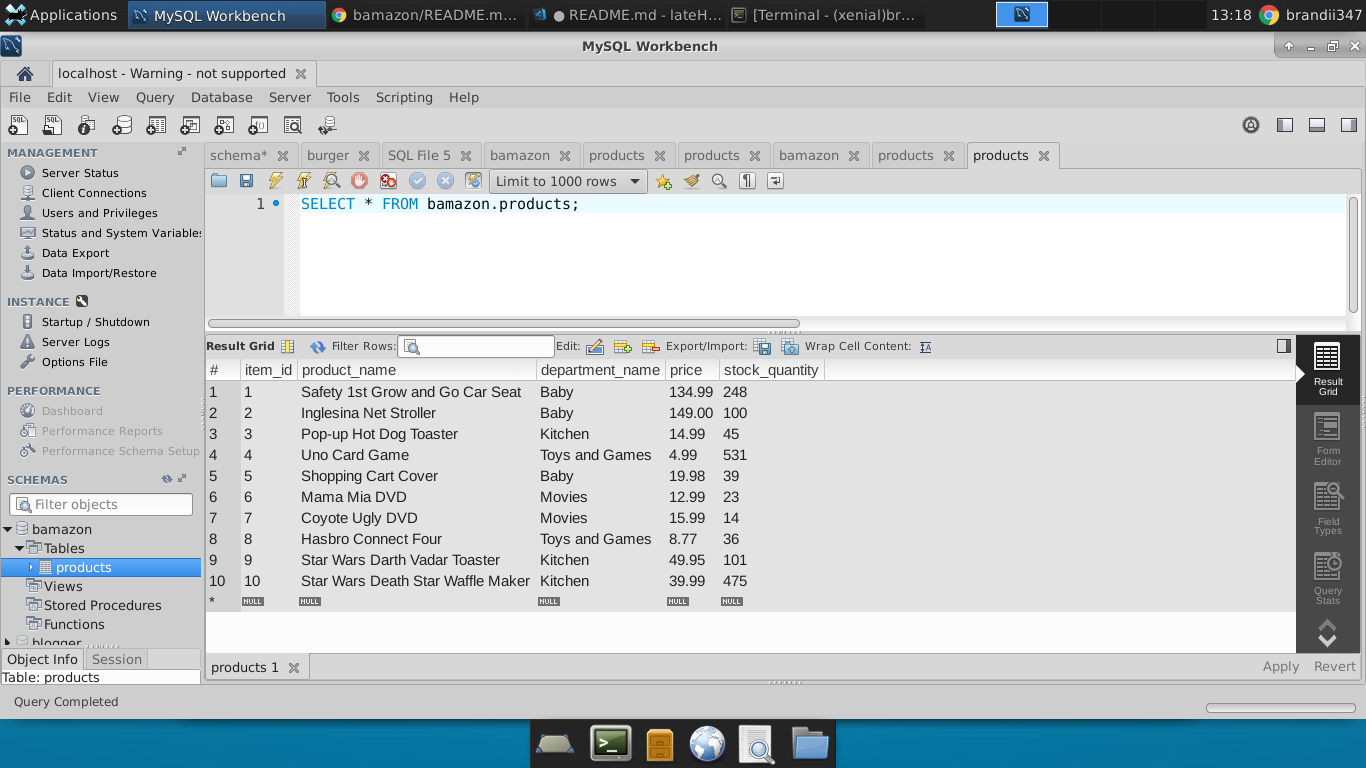 Applications MySQL Workbench bamazon/README.m... ● README.md - lateH... [Terminal - (xenial)br... 13:18 brandii347
MySQL Workbench
localhost - Warning - not supported
File Edit View Query Database Server Tools Scripting Help
MANAGEMENT
Server Status
Client Connections
Users and Privileges
Status and System Variables
Data Export
Data Import/Restore
INSTANCE
Startup / Shutdown
Server Logs
Options File
PERFORMANCE
Dashboard
Performance Reports
Performance Schema Setup
SCHEMAS
Filter objects
bamazon
Tables
products
Views
Stored Procedures
Functions
blogger
Object Info Session
Table: products
schema* burger SQL File 5 bamazon products products bamazon products products
Limit to 1000 rows
1 SELECT * FROM bamazon.products;
Result Grid Filter Rows: Edit: Export/Import: Wrap Cell Content:
# item_id product_name department_name price stock_quantity
1 1 Safety 1st Grow and Go Car Seat Baby 134.99 248
2 2 Inglesina Net Stroller Baby 149.00 100
3 3 Pop-up Hot Dog Toaster Kitchen 14.99 45
4 4 Uno Card Game Toys and Games 4.99 531
5 5 Shopping Cart Cover Baby 19.98 39
6 6 Mama Mia DVD Movies 12.99 23
7 7 Coyote Ugly DVD Movies 15.99 14
8 8 Hasbro Connect Four Toys and Games 8.77 36
9 9 Star Wars Darth Vadar Toaster Kitchen 49.95 101
10 10 Star Wars Death Star Waffle Maker Kitchen 39.99 475
* NULL NULL NULL NULL NULL
Result
Grid
Form
Editor
Field
Types
Query
Stats
products 1 Apply Revert
Query Completed